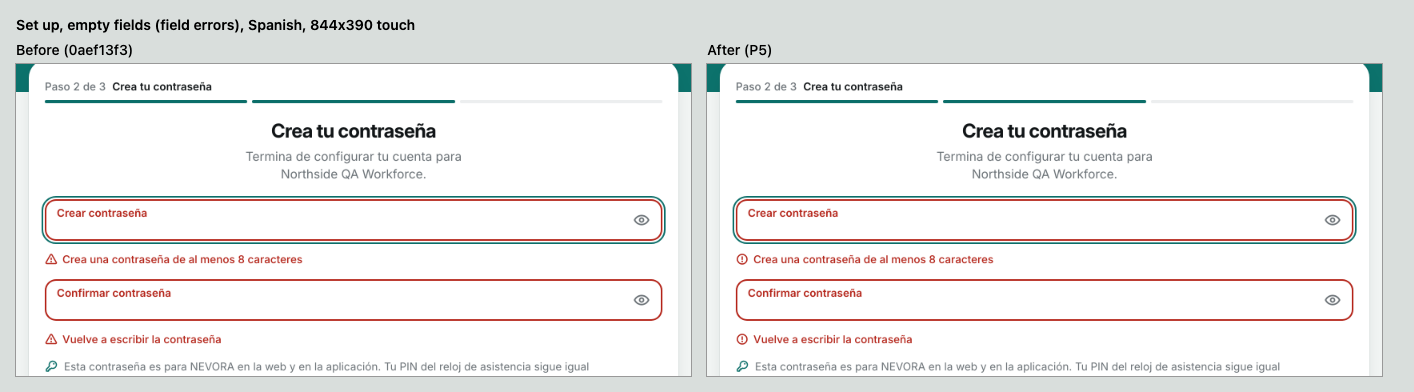 Set up, empty fields (field errors), Spanish, 844x390 touch
Before (0aef13f3)
Paso 2 de 3 Crea tu contraseña
Crea tu contraseña
Termina de configurar tu cuenta para
Northside QA Workforce.
Crear contraseña
Crea una contraseña de al menos 8 caracteres
Confirmar contraseña
Vuelve a escribir la contraseña
Esta contraseña es para NEVORA en la web y en la aplicación. Tu PIN del reloj de asistencia sigue igual
After (P5)
Paso 2 de 3 Crea tu contraseña
Crea tu contraseña
Termina de configurar tu cuenta para
Northside QA Workforce.
Crear contraseña
Crea una contraseña de al menos 8 caracteres
Confirmar contraseña
Vuelve a escribir la contraseña
Esta contraseña es para NEVORA en la web y en la aplicación. Tu PIN del reloj de asistencia sigue igual